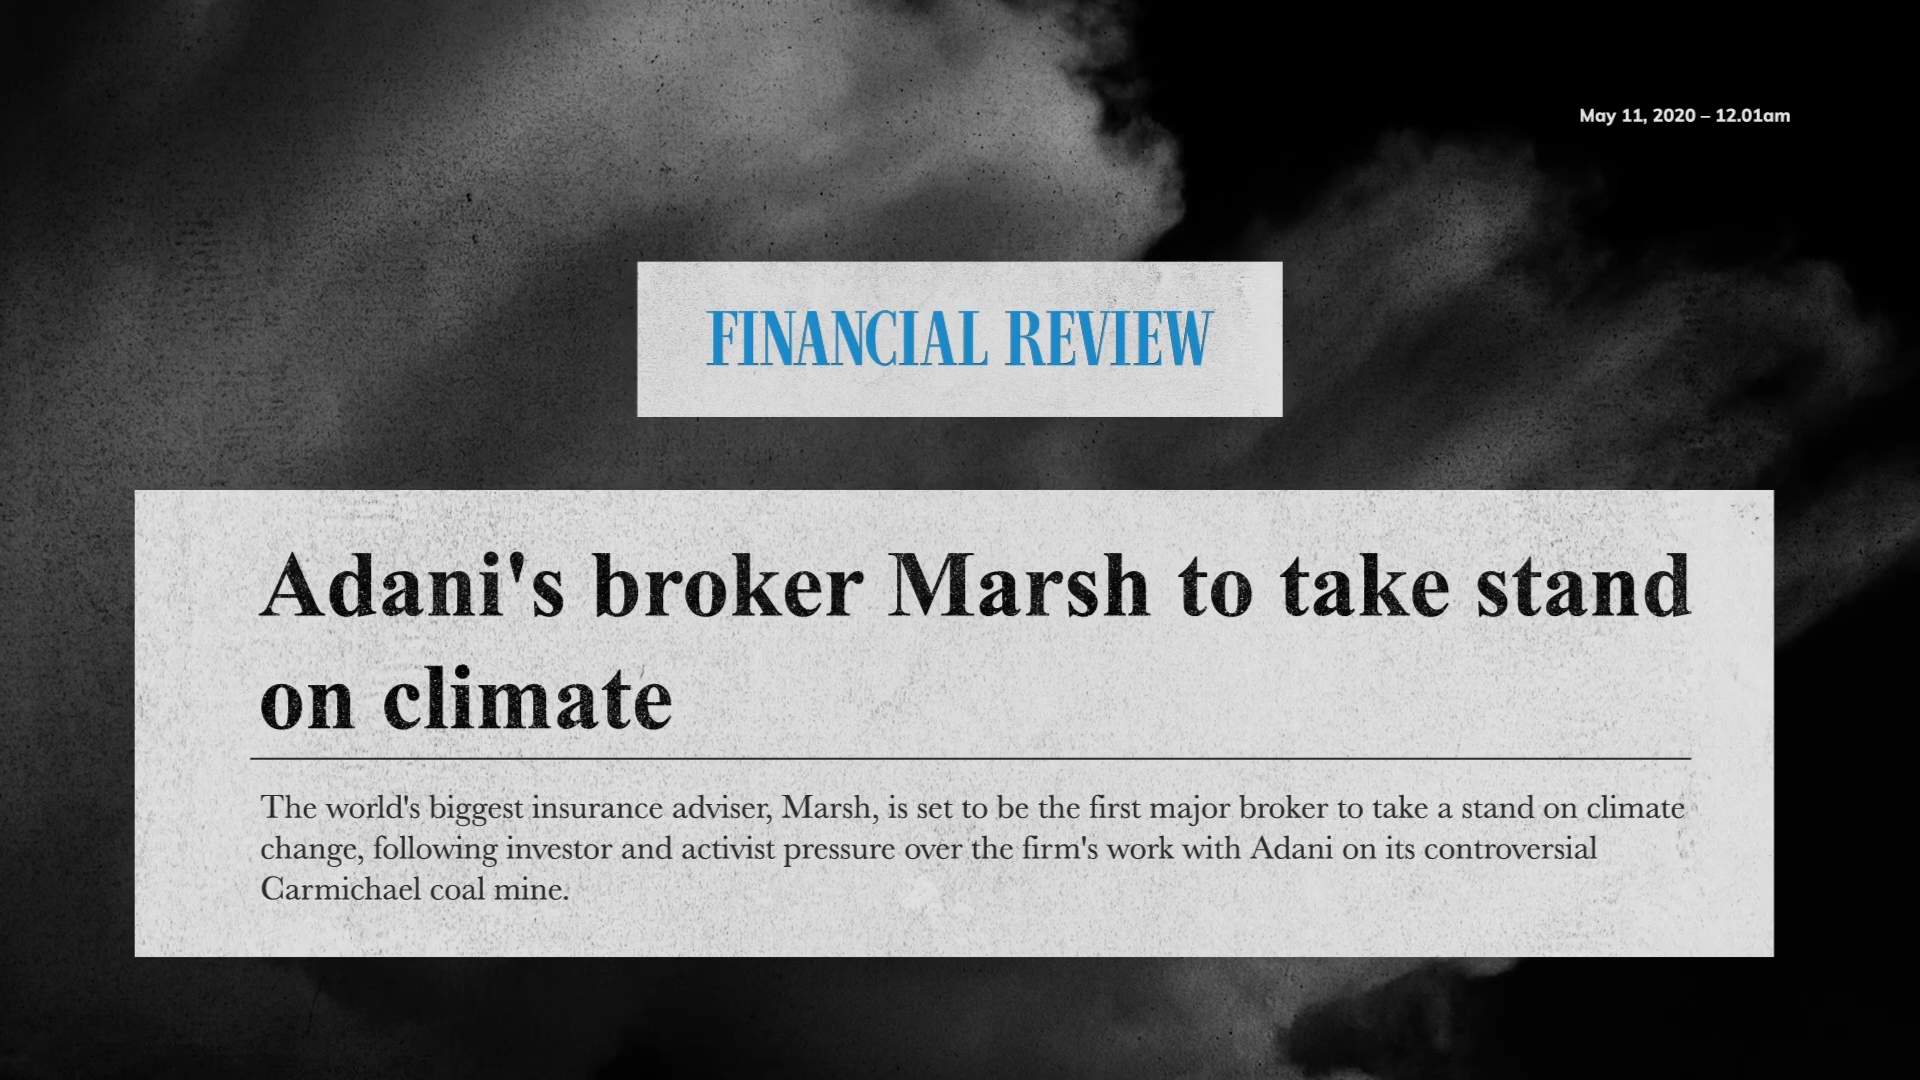 May 11, 2020 – 12.01am
FINANCIAL REVIEW
Adani's broker Marsh to take stand
on climate
The world's biggest insurance adviser, Marsh, is set to be the first major broker to take a stand on climate
change, following investor and activist pressure over the firm's work with Adani on its controversial
Carmichael coal mine.